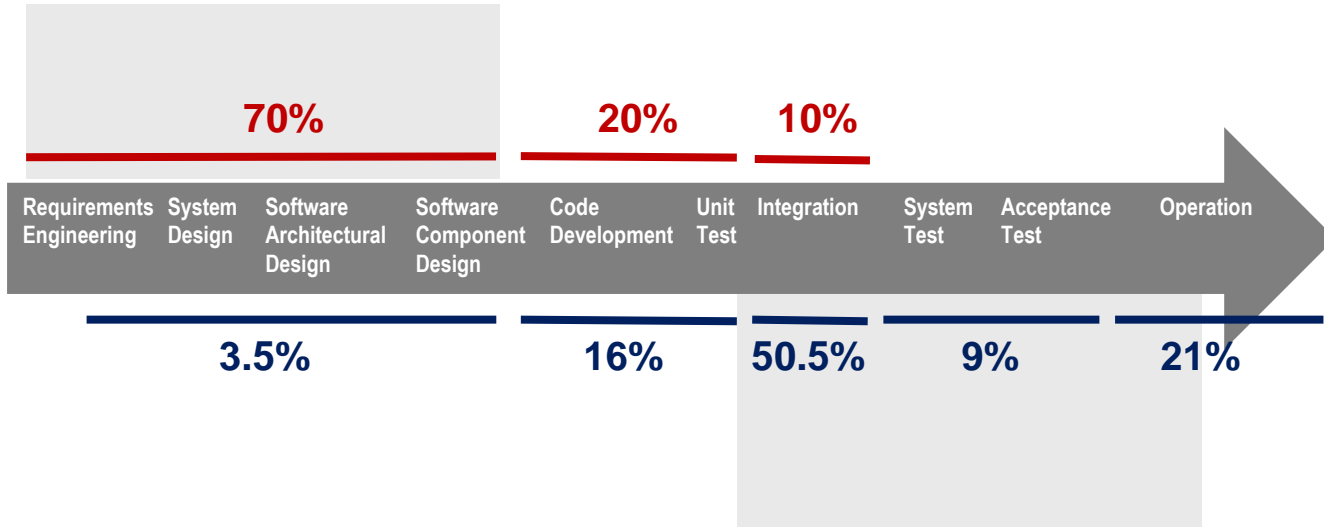 70%
20%
10%
Requirements
Engineering
System
Design
Software
Architectural
Design
Software
Component
Design
Code
Development
Unit
Test
Integration
System
Test
Acceptance
Test
Operation
3.5%
16%
50.5%
9%
21%